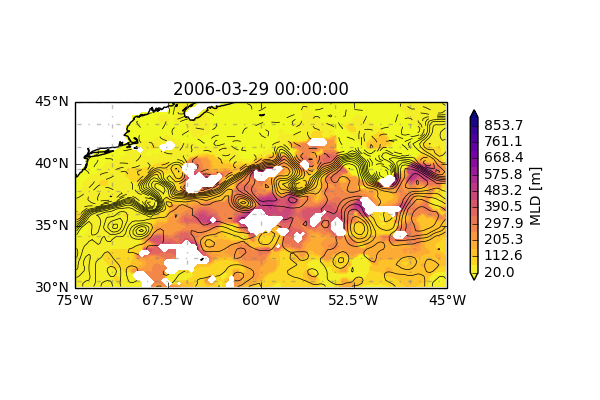 2006-03-29 00:00:00
45°N
40°N
35°N
30°N
75°W
67.5°W
60°W
52.5°W
45°W
853.7
761.1
668.4
575.8
483.2
390.5
297.9
205.3
112.6
20.0
MLD [m]